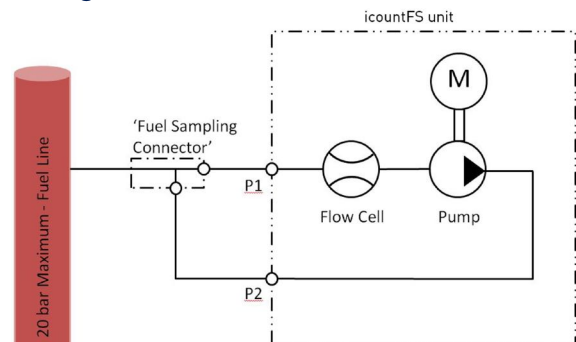 icountFS unit
M
'Fuel Sampling
Connector'
P1
Flow Cell
Pump
P2
20 bar Maximum - Fuel Line